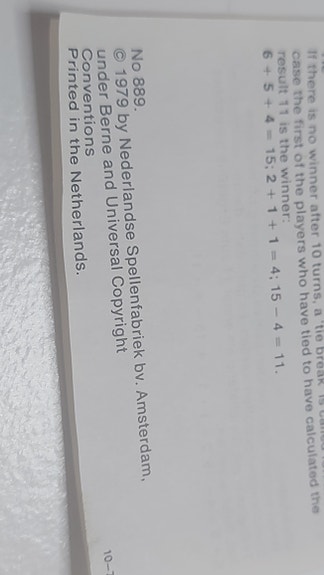 If there is no winner after 10 turns, a 'tie break' is
case the first of the players who have tied to have calculated the
result 11 is the winner:
6 + 5 + 4 = 15; 2 + 1 + 1 = 4; 15 – 4 = 11.
No 889.
© 1979 by Nederlandse Spellenfabriek bv. Amsterdam,
under Berne and Universal Copyright
Conventions
Printed in the Netherlands.